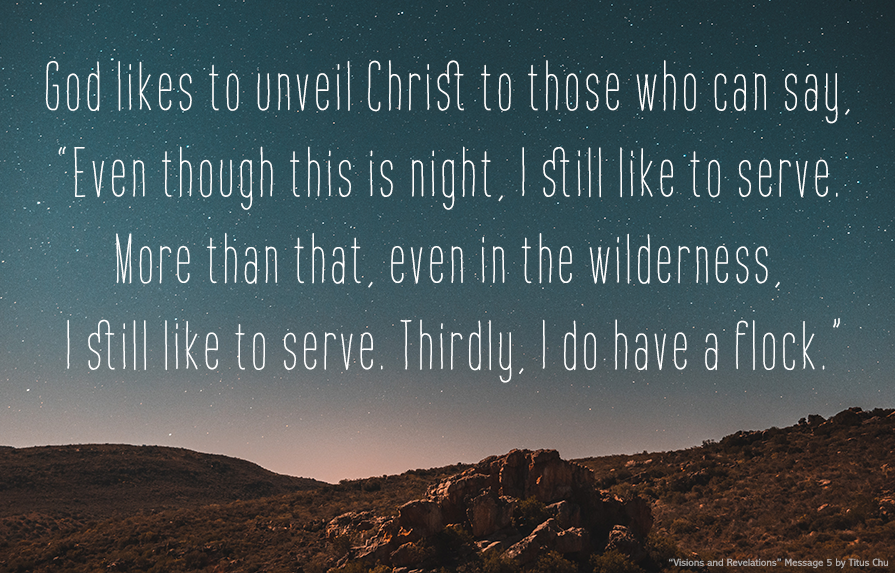 God likes to unveil Christ to those who can say,
“Even though this is night, I still like to serve.
More than that, even in the wilderness,
I still like to serve. Thirdly, I do have a flock.”
“Visions and Revelations” Message 5 by Titus Chu